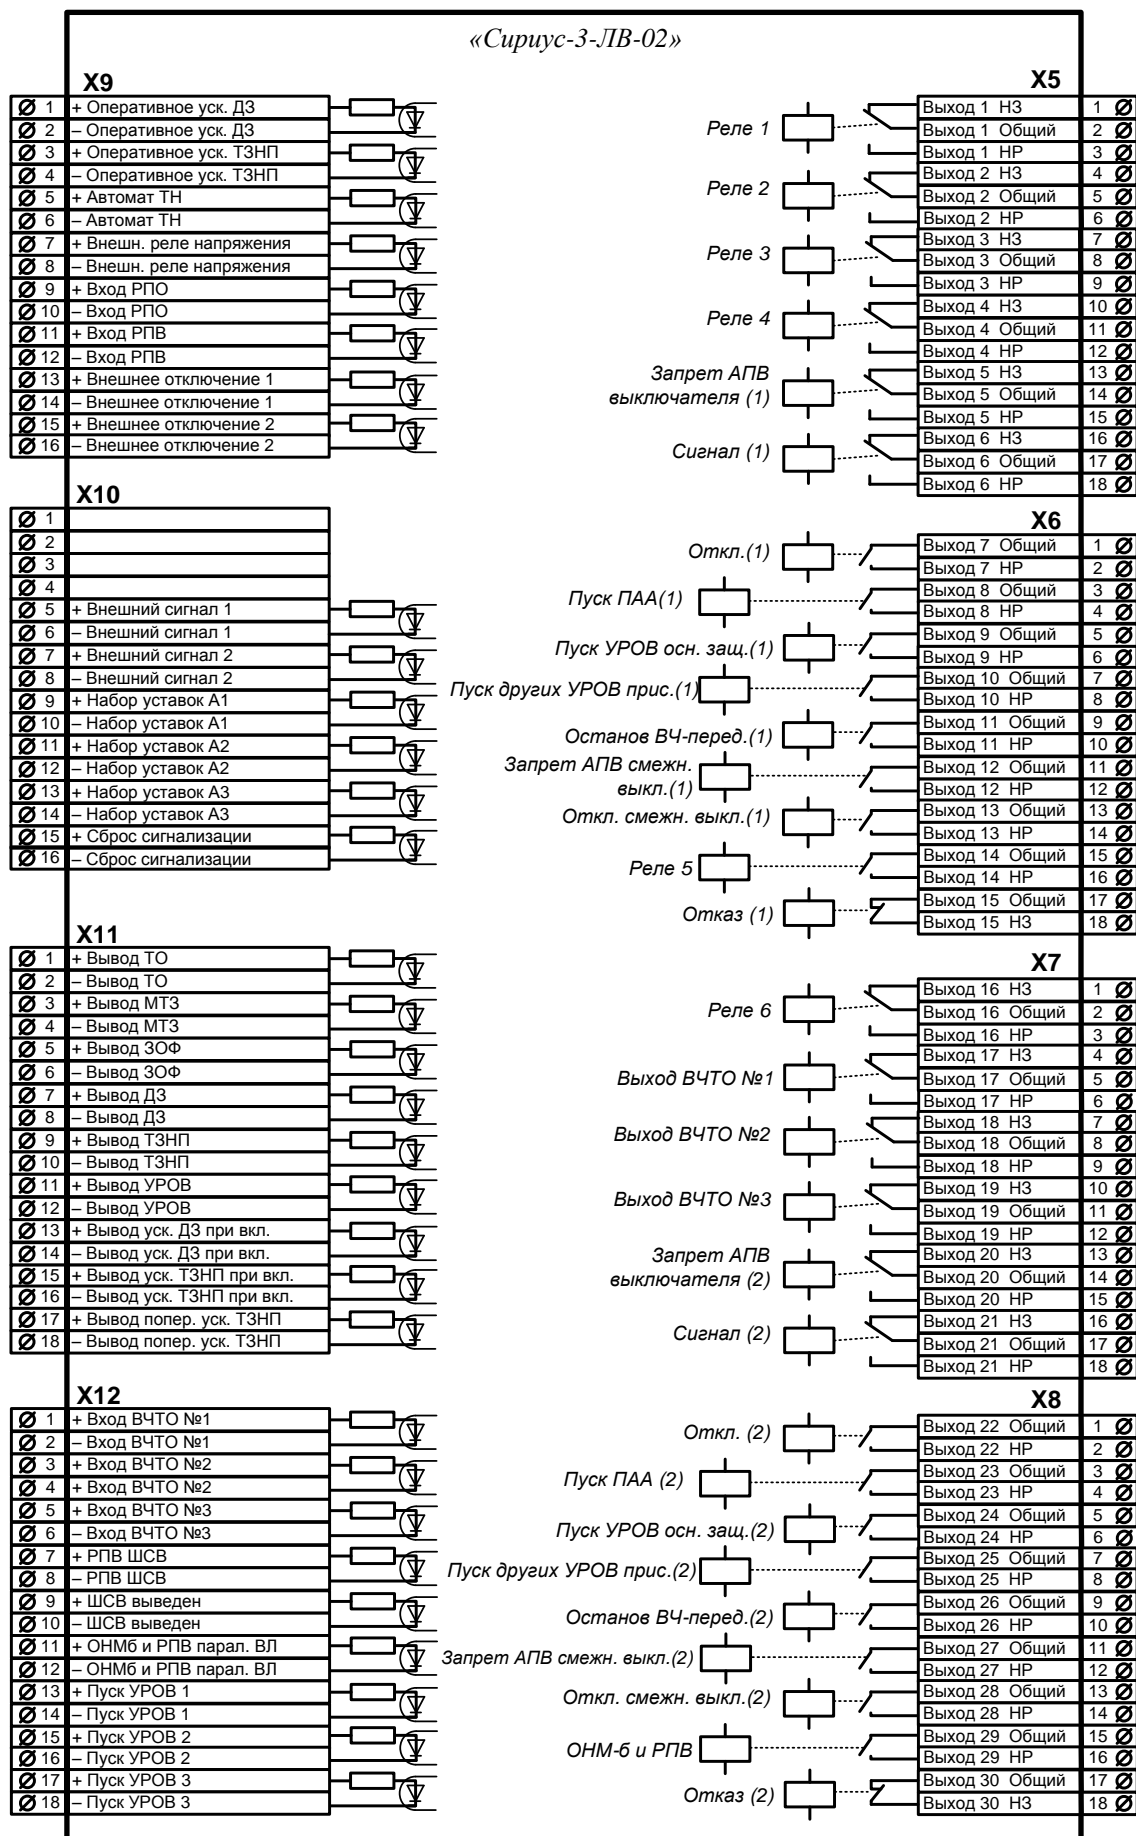 «Сириус-3-ЛВ-02»
X9
1 + Оперативное уск. ДЗ
2 – Оперативное уск. ДЗ
3 + Оперативное уск. ТЗНП
4 – Оперативное уск. ТЗНП
5 + Автомат ТН
6 – Автомат ТН
7 + Внешн. реле напряжения
8 – Внешн. реле напряжения
9 + Вход РПО
10 – Вход РПО
11 + Вход РПВ
12 – Вход РПВ
13 + Внешнее отключение 1
14 – Внешнее отключение 1
15 + Внешнее отключение 2
16 – Внешнее отключение 2
X10
1
2
3
4
5 + Внешний сигнал 1
6 – Внешний сигнал 1
7 + Внешний сигнал 2
8 – Внешний сигнал 2
9 + Набор уставок А1
10 – Набор уставок А1
11 + Набор уставок А2
12 – Набор уставок А2
13 + Набор уставок А3
14 – Набор уставок А3
15 + Сброс сигнализации
16 – Сброс сигнализации
X11
1 + Вывод ТО
2 – Вывод ТО
3 + Вывод МТЗ
4 – Вывод МТЗ
5 + Вывод ЗОФ
6 – Вывод ЗОФ
7 + Вывод ДЗ
8 – Вывод ДЗ
9 + Вывод ТЗНП
10 – Вывод ТЗНП
11 + Вывод УРОВ
12 – Вывод УРОВ
13 + Вывод уск. ДЗ при вкл.
14 – Вывод уск. ДЗ при вкл.
15 + Вывод уск. ТЗНП при вкл.
16 – Вывод уск. ТЗНП при вкл.
17 + Вывод попер. уск. ТЗНП
18 – Вывод попер. уск. ТЗНП
X12
1 + Вход ВЧТО №1
2 – Вход ВЧТО №1
3 + Вход ВЧТО №2
4 + Вход ВЧТО №2
5 + Вход ВЧТО №3
6 – Вход ВЧТО №3
7 + РПВ ШСВ
8 – РПВ ШСВ
9 + ШСВ выведен
10 – ШСВ выведен
11 + ОНМб и РПВ парал. ВЛ
12 – ОНМб и РПВ парал. ВЛ
13 + Пуск УРОВ 1
14 – Пуск УРОВ 1
15 + Пуск УРОВ 2
16 – Пуск УРОВ 2
17 + Пуск УРОВ 3
18 – Пуск УРОВ 3
X5
Реле 1
Выход 1 НЗ 1
Выход 1 Общий 2
Выход 1 НР 3
Реле 2
Выход 2 НЗ 4
Выход 2 Общий 5
Выход 2 НР 6
Реле 3
Выход 3 НЗ 7
Выход 3 Общий 8
Выход 3 НР 9
Реле 4
Выход 4 НЗ 10
Выход 4 Общий 11
Выход 4 НР 12
Запрет АПВ
выключателя (1)
Выход 5 НЗ 13
Выход 5 Общий 14
Выход 5 НР 15
Сигнал (1)
Выход 6 НЗ 16
Выход 6 Общий 17
Выход 6 НР 18
X6
Откл.(1)
Выход 7 Общий 1
Выход 7 НР 2
Пуск ПАА(1)
Выход 8 Общий 3
Выход 8 НР 4
Пуск УРОВ осн. защ.(1)
Выход 9 Общий 5
Выход 9 НР 6
Пуск других УРОВ прис.(1)
Выход 10 Общий 7
Выход 10 НР 8
Останов ВЧ-перед.(1)
Выход 11 Общий 9
Выход 11 НР 10
Запрет АПВ смежн.
выкл.(1)
Выход 12 Общий 11
Выход 12 НР 12
Откл. смежн. выкл.(1)
Выход 13 Общий 13
Выход 13 НР 14
Реле 5
Выход 14 Общий 15
Выход 14 НР 16
Отказ (1)
Выход 15 Общий 17
Выход 15 НЗ 18
X7
Реле 6
Выход 16 НЗ 1
Выход 16 Общий 2
Выход 16 НР 3
Выход ВЧТО №1
Выход 17 НЗ 4
Выход 17 Общий 5
Выход 17 НР 6
Выход ВЧТО №2
Выход 18 НЗ 7
Выход 18 Общий 8
Выход 18 НР 9
Выход ВЧТО №3
Выход 19 НЗ 10
Выход 19 Общий 11
Выход 19 НР 12
Запрет АПВ
выключателя (2)
Выход 20 НЗ 13
Выход 20 Общий 14
Выход 20 НР 15
Сигнал (2)
Выход 21 НЗ 16
Выход 21 Общий 17
Выход 21 НР 18
X8
Откл. (2)
Выход 22 Общий 1
Выход 22 НР 2
Пуск ПАА (2)
Выход 23 Общий 3
Выход 23 НР 4
Пуск УРОВ осн. защ.(2)
Выход 24 Общий 5
Выход 24 НР 6
Пуск других УРОВ прис.(2)
Выход 25 Общий 7
Выход 25 НР 8
Останов ВЧ-перед.(2)
Выход 26 Общий 9
Выход 26 НР 10
Запрет АПВ смежн. выкл.(2)
Выход 27 Общий 11
Выход 27 НР 12
Откл. смежн. выкл.(2)
Выход 28 Общий 13
Выход 28 НР 14
ОНМ-б и РПВ
Выход 29 Общий 15
Выход 29 НР 16
Отказ (2)
Выход 30 Общий 17
Выход 30 НЗ 18